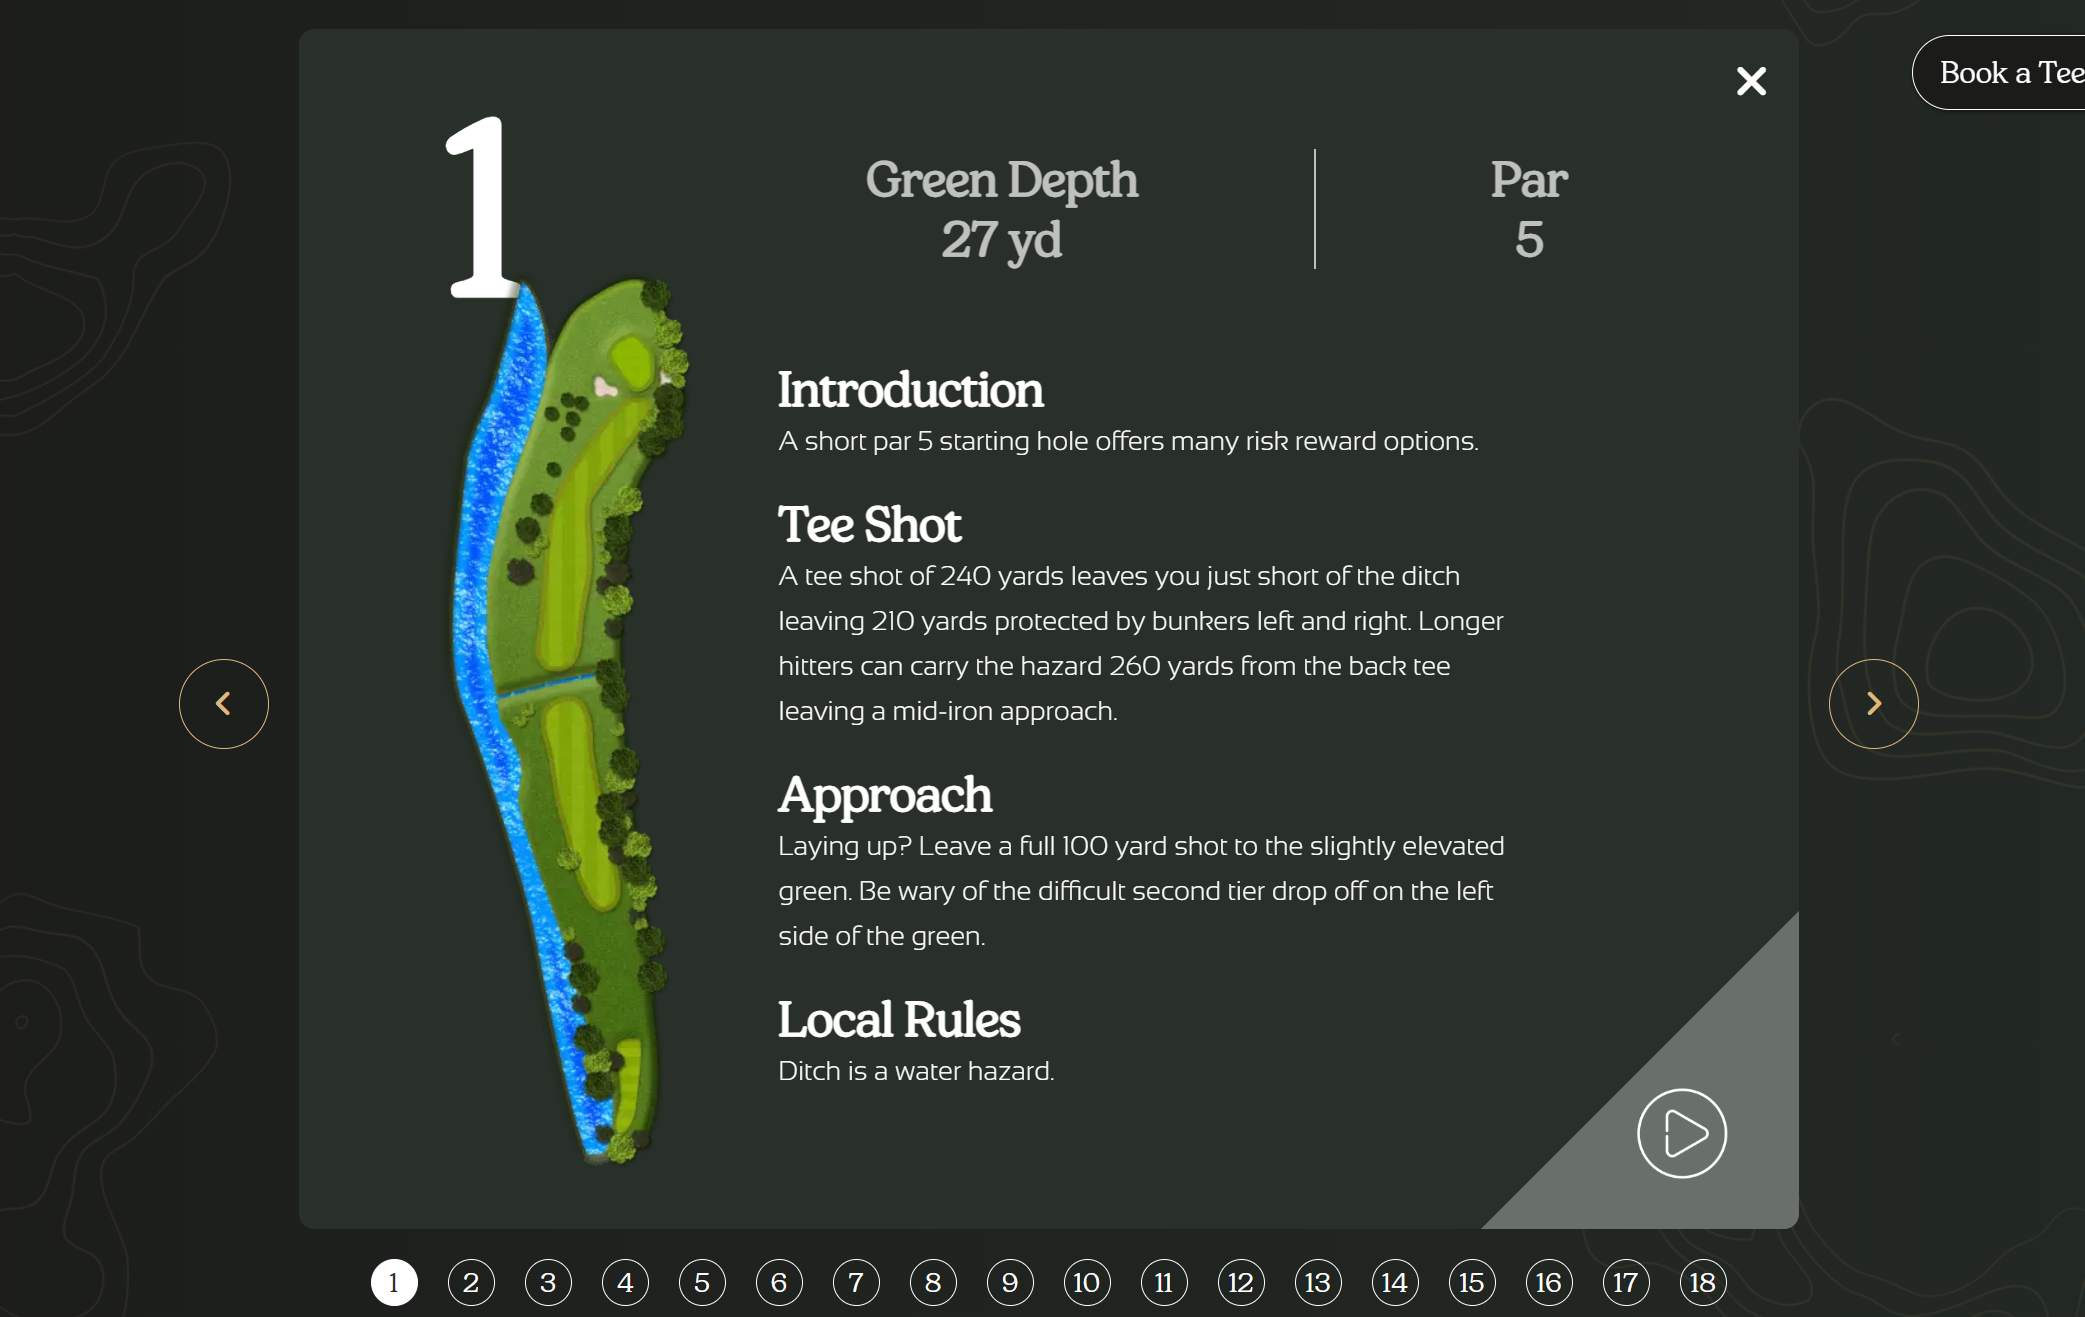 Book a Tee
1
Green Depth
27 yd
Par
5
Introduction
A short par 5 starting hole offers many risk reward options.
Tee Shot
A tee shot of 240 yards leaves you just short of the ditch
leaving 210 yards protected by bunkers left and right. Longer
hitters can carry the hazard 260 yards from the back tee
leaving a mid-iron approach.
Approach
Laying up? Leave a full 100 yard shot to the slightly elevated
green. Be wary of the difficult second tier drop off on the left
side of the green.
Local Rules
Ditch is a water hazard.
1 2 3 4 5 6 7 8 9 10 11 12 13 14 15 16 17 18